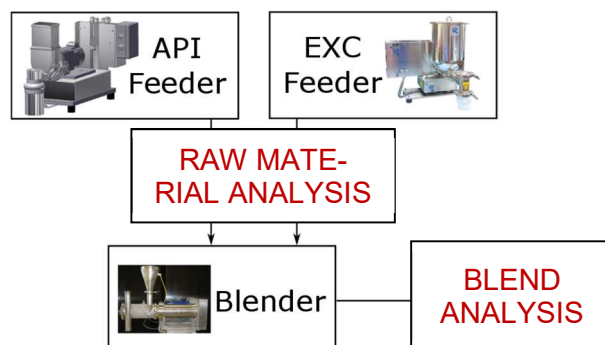 API
Feeder
EXC
Feeder
RAW MATE-
RIAL ANALYSIS
Blender
BLEND
ANALYSIS